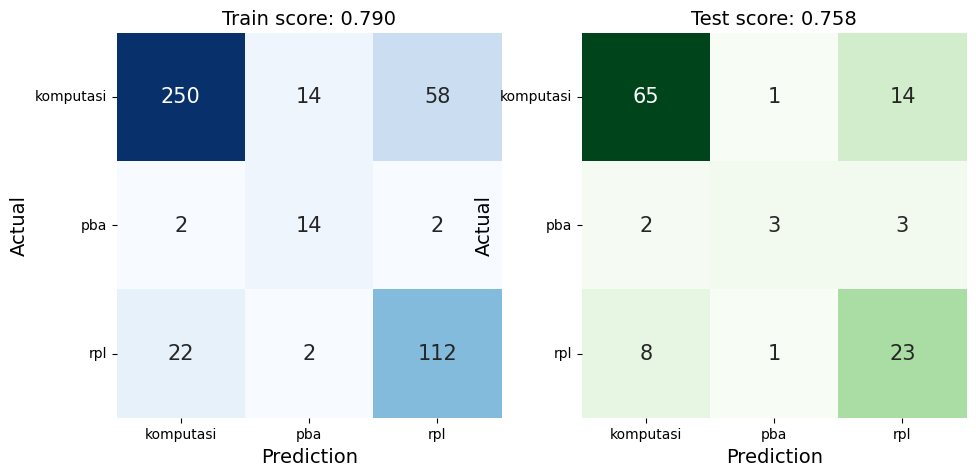 Train score: 0.790
komputasi 250 14 58
pba 2 14 2
rpl 22 2 112
Actual
komputasi pba rpl
Prediction
Test score: 0.758
komputasi 65 1 14
pba 2 3 3
rpl 8 1 23
Actual
komputasi pba rpl
Prediction